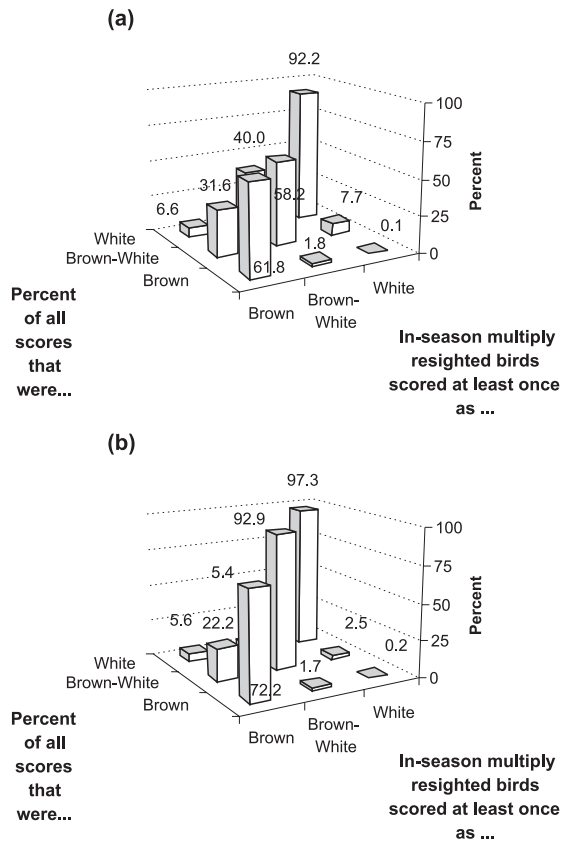 (a)
92.2
40.0
31.6
6.6
58.2
7.7
0.1
1.8
61.8
100
75
50
25
0
Percent
White
Brown-White
Brown
Brown
Brown-
White
White
Percent
of all
scores
that
were...
In-season multiply
resighted birds
scored at least once
as ...
(b)
97.3
92.9
5.4
5.6
22.2
2.5
0.2
1.7
72.2
100
75
50
25
0
Percent
White
Brown-White
Brown
Brown
Brown-
White
White
Percent
of all
scores
that
were...
In-season multiply
resighted birds
scored at least once
as ...